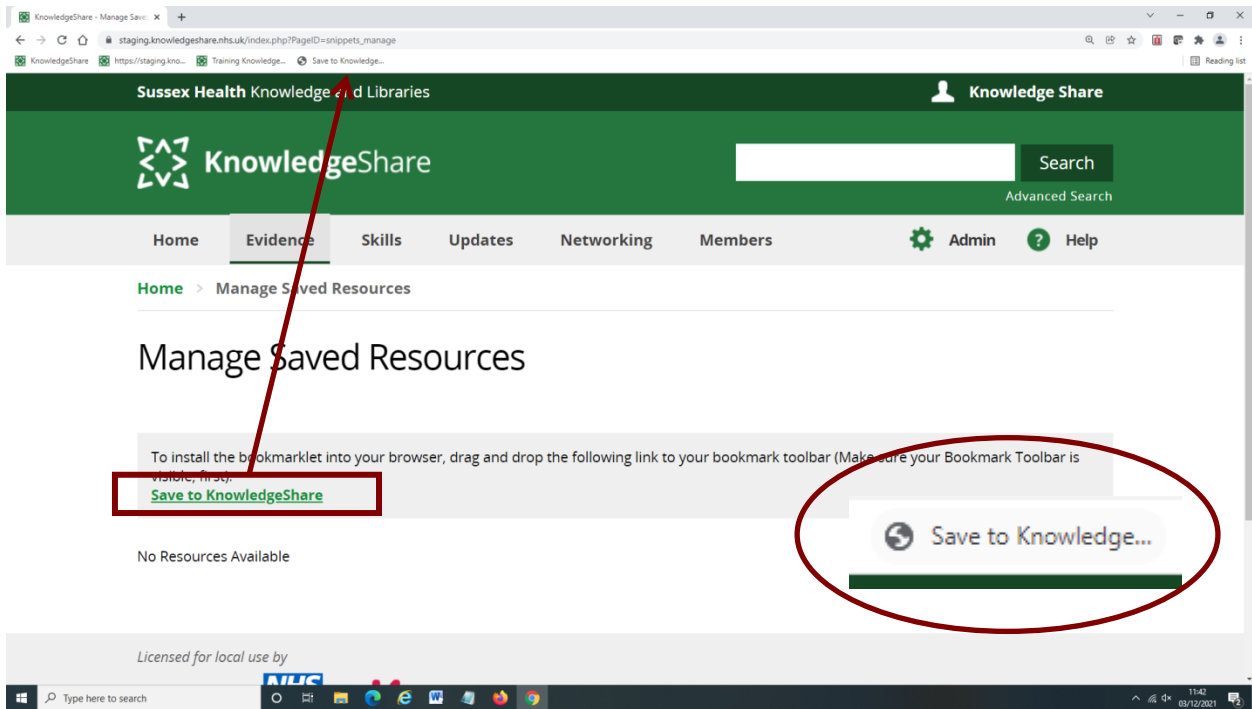 KnowledgeShare - Manage Save
staging.knowledgeshare.nhs.uk/index.php?PageID=snippets_manage
KnowledgeShare https://staging.kno... Training Knowledge... Save to Knowledge... Reading list
Sussex Health Knowledge and Libraries Knowledge Share
KnowledgeShare Search
Advanced Search
Home Evidence Skills Updates Networking Members Admin ? Help
Home > Manage Saved Resources
Manage Saved Resources
To install the bookmarklet into your browser, drag and drop the following link to your bookmark toolbar (Make sure your Bookmark Toolbar is
visible, first).
Save to KnowledgeShare
Save to Knowledge...
No Resources Available
Licensed for local use by
NHS
Type here to search 11:42
03/12/2021